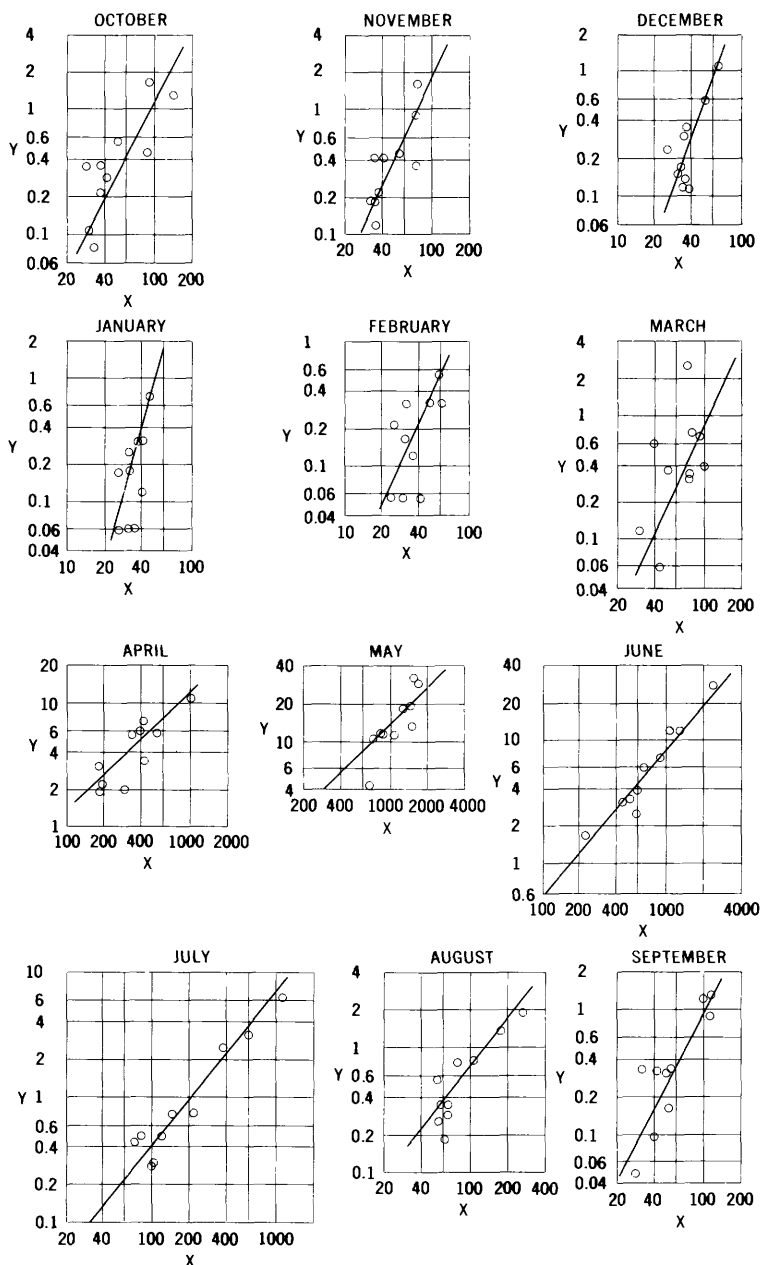 OCTOBER
4
2
1
0.6
Y
0.4
0.2
0.1
0.06
20 40 100 200
X
NOVEMBER
4
2
1
Y 0.6
0.4
0.2
0.1
20 40 100 200
X
DECEMBER
2
1
0.6
0.4
Y
0.2
0.1
0.06
10 20 40 100
X
JANUARY
2
1
0.6
0.4
Y
0.2
0.1
0.06
0.04
10 20 40 100
X
FEBRUARY
1
0.6
0.4
Y
0.2
0.1
0.06
0.04
10 20 40 100
X
MARCH
4
2
1
0.6
Y 0.4
0.2
0.1
0.06
0.04
20 40 100 200
X
APRIL
20
10
6
Y
4
2
1
100 200 400 1000 2000
X
MAY
40
20
Y
10
6
4
200 400 1000 2000 4000
X
JUNE
40
20
10
6
Y
4
2
1
0.6
100 200 400 1000 4000
X
JULY
10
6
4
2
Y 1
0.6
0.4
0.2
0.1
20 40 100 200 400 1000
X
AUGUST
4
2
1
Y 0.6
0.4
0.2
0.1
20 40 100 200 400
X
SEPTEMBER
2
1
0.6
Y 0.4
0.2
0.1
0.06
0.04
20 40 100 200
X